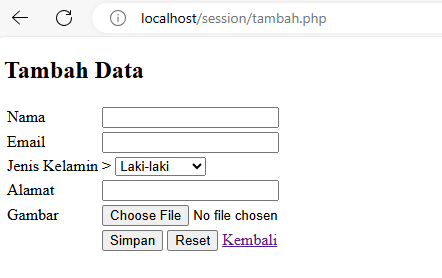 localhost/session/tambah.php
Tambah Data
Nama
Email
Jenis Kelamin > Laki-laki
Alamat
Gambar Choose File No file chosen
Simpan Reset Kembali